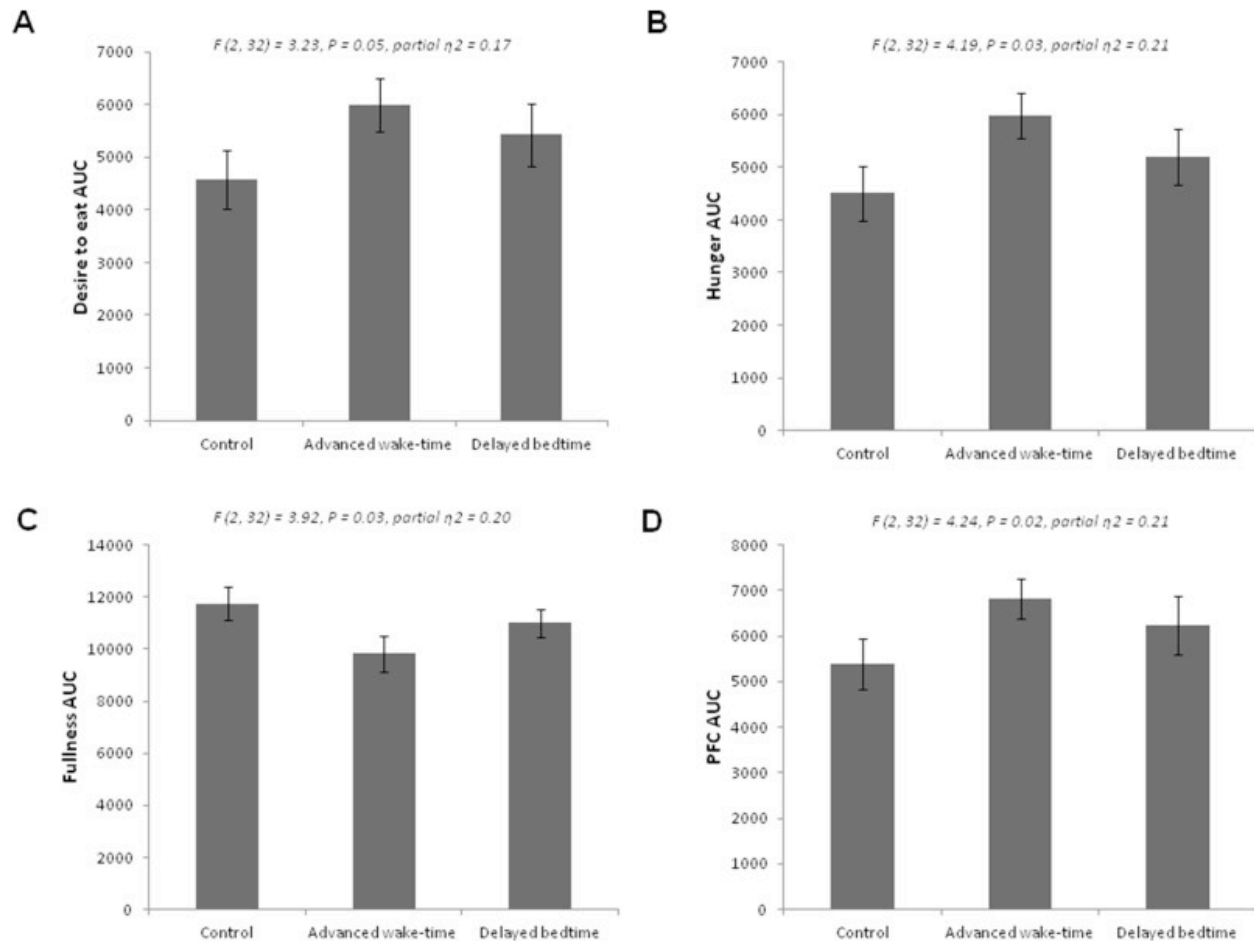 A
F (2, 32) = 3.23, P = 0.05, partial η2 = 0.17
7000
6000
5000
4000
3000
2000
1000
0
Desire to eat AUC
Control Advanced wake-time Delayed bedtime
B
F (2, 32) = 4.19, P = 0.03, partial η2 = 0.21
7000
6000
5000
4000
3000
2000
1000
0
Hunger AUC
Control Advanced wake-time Delayed bedtime
C
F (2, 32) = 3.92, P = 0.03, partial η2 = 0.20
14000
12000
10000
8000
6000
4000
2000
0
Fullness AUC
Control Advanced wake-time Delayed bedtime
D
F (2, 32) = 4.24, P = 0.02, partial η2 = 0.21
8000
7000
6000
5000
4000
3000
2000
1000
0
PFC AUC
Control Advanced wake-time Delayed bedtime